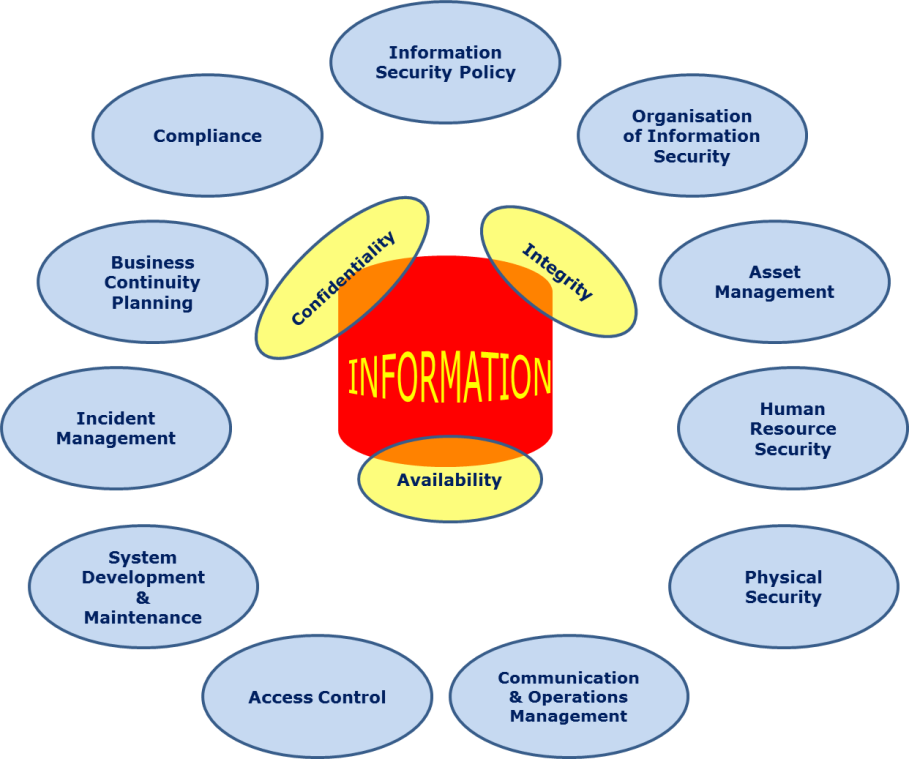 Information
Security Policy
Organisation
of Information
Security
Asset
Management
Human
Resource
Security
Physical
Security
Communication
& Operations
Management
Access Control
System
Development
&
Maintenance
Incident
Management
Business
Continuity
Planning
Compliance
Confidentiality
Integrity
INFORMATION
Availability